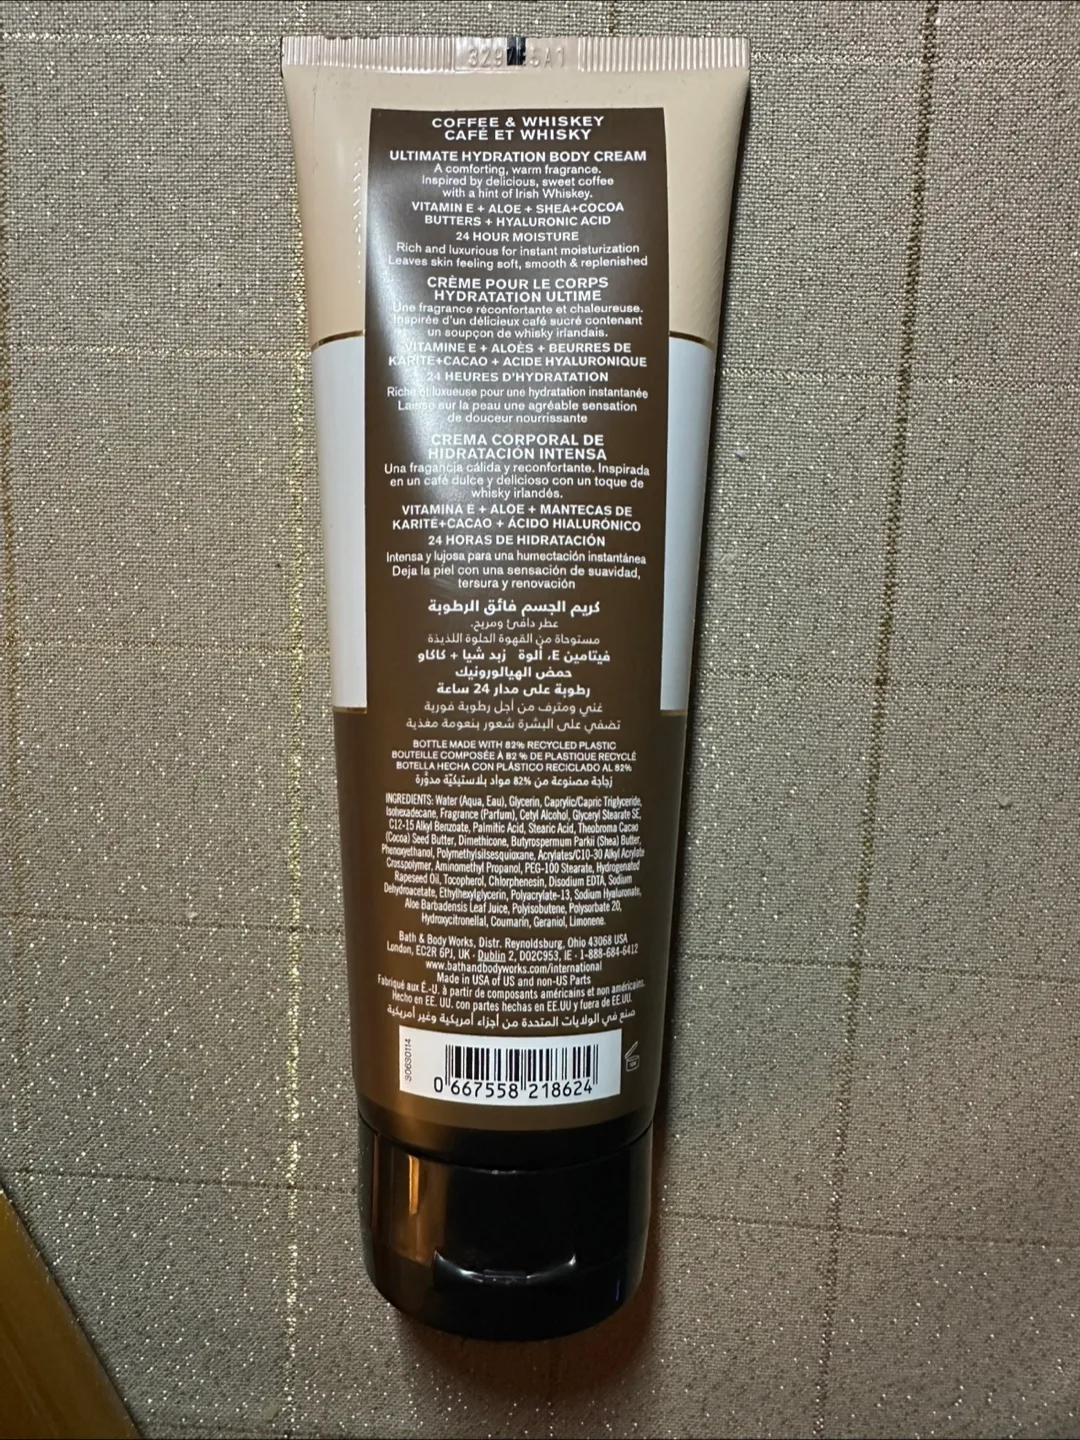 COFFEE & WHISKEY
CAFÉ ET WHISKY
ULTIMATE HYDRATION BODY CREAM
A comforting, warm fragrance.
Inspired by delicious, sweet coffee
with a hint of Irish Whiskey.
VITAMIN E + ALOE + SHEA+COCOA
BUTTERS + HYALURONIC ACID
24 HOUR MOISTURE
Rich and luxurious for instant moisturization
Leaves skin feeling soft, smooth & replenished
CRÈME POUR LE CORPS
HYDRATATION ULTIME
Une fragrance réconfortante et chaleureuse.
Inspirée d'un délicieux café sucré contenant
un soupçon de whisky irlandais.
VITAMINE E + ALOÈS + BEURRES DE
KARITÉ+CACAO + ACIDE HYALURONIQUE
24 HEURES D'HYDRATATION
Riche et luxueuse pour une hydratation instantanée
Laisse sur la peau une agréable sensation
de douceur nourrissante
CREMA CORPORAL DE
HIDRATACIÓN INTENSA
Una fragancia cálida y reconfortante. Inspirada
en un café dulce y delicioso con un toque de
whisky irlandés.
VITAMINA E + ALOE + MANTECAS DE
KARITÉ+CACAO + ÁCIDO HIALURÓNICO
24 HORAS DE HIDRATACIÓN
Intensa y lujosa para una humectación instantánea
Deja la piel con una sensación de suavidad,
tersura y renovación
كريم الجسم فائق الرطوبة
عطر دافئ ومريح.
مستوحاة من القهوة الحلوة اللذيذة
فيتامين E، ألوة زبد شيا + كاكاو
حمض الهيالورونيك
رطوبة على مدار 24 ساعة
غني ومترف من أجل رطوبة فورية
تضفي على البشرة شعور بنعومة مغذية
BOTTLE MADE WITH 82% RECYCLED PLASTIC
BOUTEILLE COMPOSÉE À 82 % DE PLASTIQUE RECYCLÉ
BOTELLA HECHA CON PLÁSTICO RECICLADO AL 82%
زجاجة مصنوعة من 82% مواد بلاستيكيّة مدوَّرة
INGREDIENTS: Water (Aqua, Eau), Glycerin, Caprylic/Capric Triglyceride,
Isohexadecane, Fragrance (Parfum), Cetyl Alcohol, Glyceryl Stearate SE,
C12-15 Alkyl Benzoate, Palmitic Acid, Stearic Acid, Theobroma Cacao
(Cocoa) Seed Butter, Dimethicone, Butyrospermum Parkii (Shea) Butter,
Phenoxyethanol, Polymethylsilsesquioxane, Acrylates/C10-30 Alkyl Acrylate
Crosspolymer, Aminomethyl Propanol, PEG-100 Stearate, Hydrogenated
Rapeseed Oil, Tocopherol, Chlorphenesin, Disodium EDTA, Sodium
Dehydroacetate, Ethylhexylglycerin, Polyacrylate-13, Sodium Hyaluronate,
Aloe Barbadensis Leaf Juice, Polyisobutene, Polysorbate 20,
Hydroxycitronellal, Coumarin, Geraniol, Limonene.
Bath & Body Works, Distr. Reynoldsburg, Ohio 43068 USA
London, EC2R 6PJ, UK · Dublin 2, D02C953, IE · 1-888-684-6412
www.bathandbodyworks.com/international
Made in USA of US and non-US Parts
Fabriqué aux É.-U. à partir de composants américains et non américains.
Hecho en EE. UU. con partes hechas en EE.UU y fuera de EE.UU.
صنع في الولايات المتحدة من أجزاء أمريكية وغير أمريكية
30630114
0 667558 218624